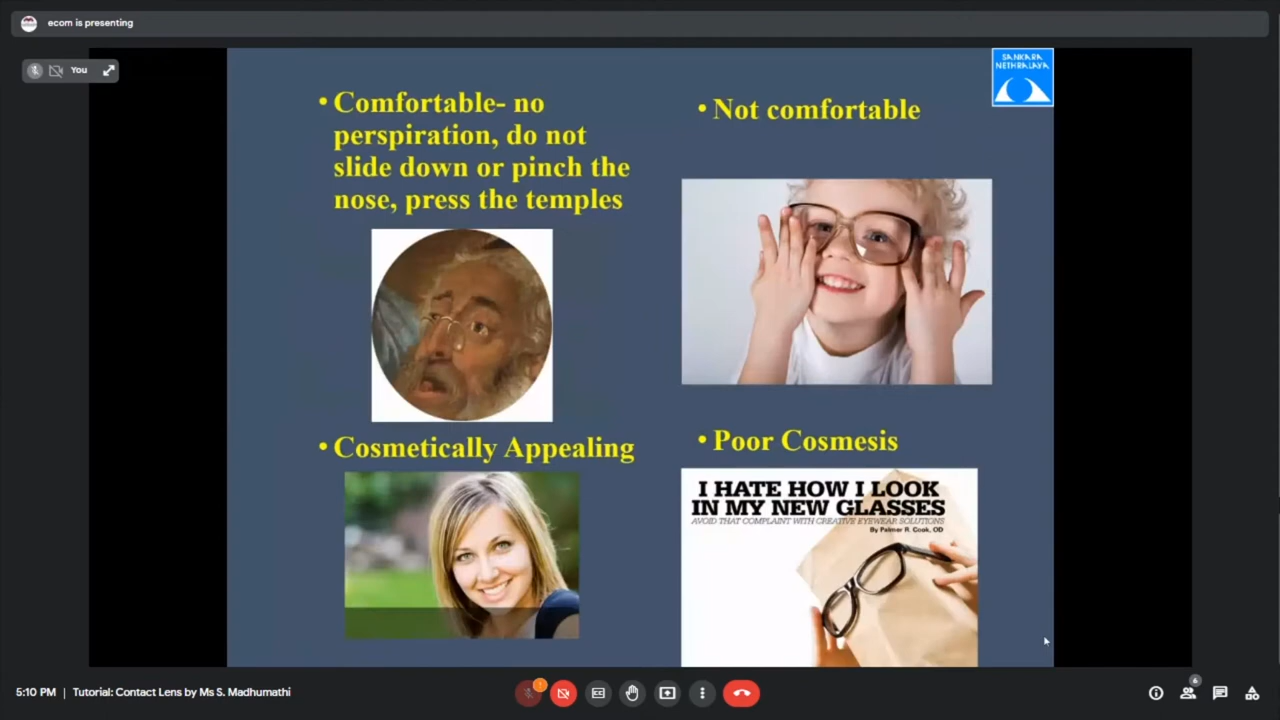 ecom is presenting
You
SANKARA
NETHRALAYA
• Comfortable- no
perspiration, do not
slide down or pinch the
nose, press the temples
• Not comfortable
• Cosmetically Appealing
• Poor Cosmesis
I HATE HOW I LOOK
IN MY NEW GLASSES
AVOID THAT COMPLAINT WITH CREATIVE EYEWEAR SOLUTIONS
By Palmer R. Cook, OD
5:10 PM | Tutorial: Contact Lens by Ms S. Madhumathi
6